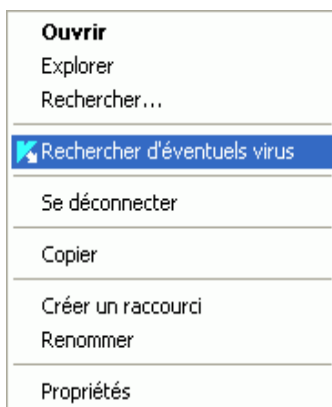 Ouvrir
Explorer
Rechercher...
Rechercher d'éventuels virus
Se déconnecter
Copier
Créer un raccourci
Renommer
Propriétés